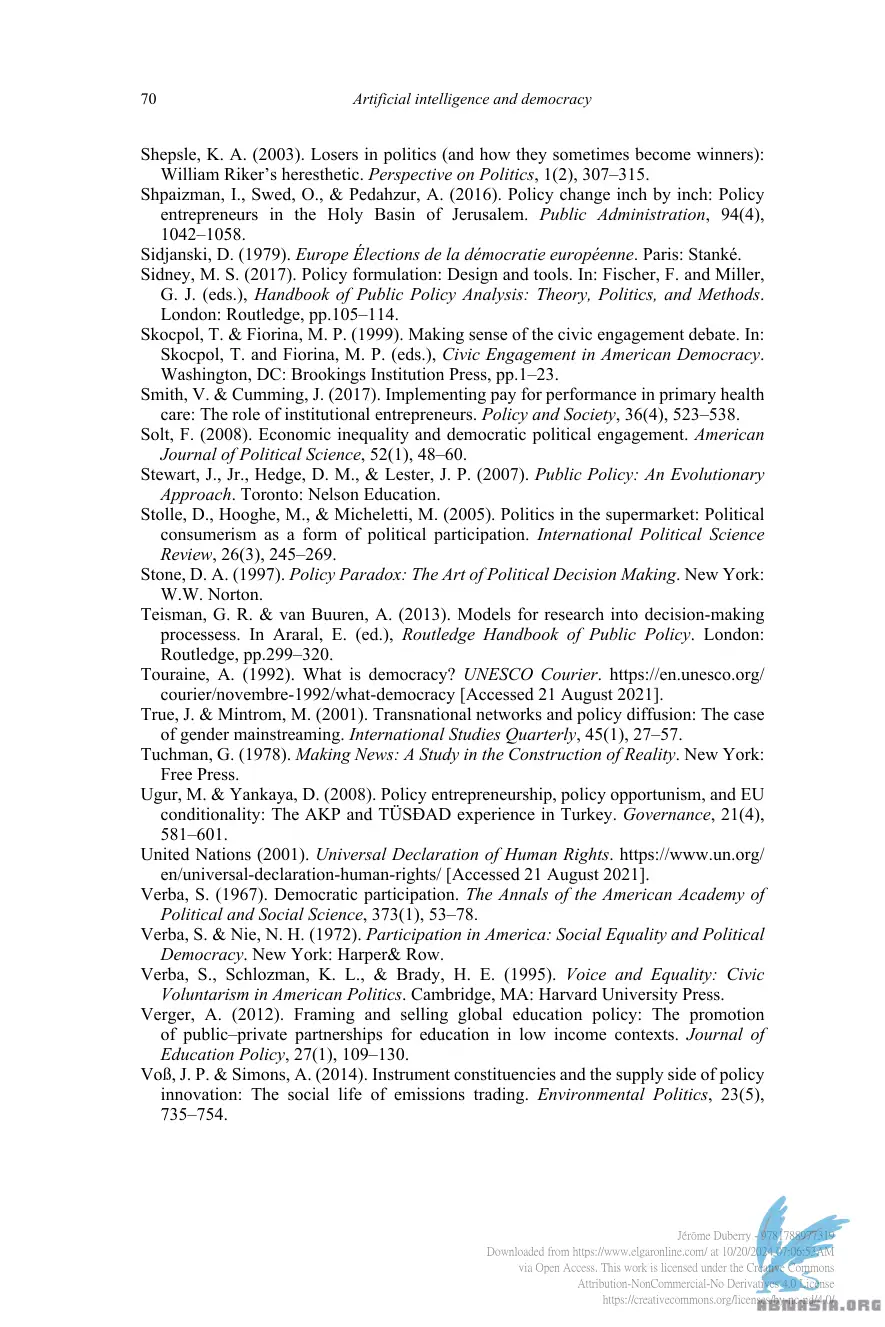 70
Artificial intelligence and democracy
Shepsle, K. A. (2003). Losers in politics (and how they sometimes become winners):
William Riker’s heresthetic. Perspective on Politics, 1(2), 307–315.
Shpaizman, I., Swed, O., & Pedahzur, A. (2016). Policy change inch by inch: Policy
entrepreneurs in the Holy Basin of Jerusalem. Public Administration, 94(4),
1042–1058.
Sidjanski, D. (1979). Europe Élections de la démocratie européenne. Paris: Stanké.
Sidney, M. S. (2017). Policy formulation: Design and tools. In: Fischer, F. and Miller,
G. J. (eds.), Handbook of Public Policy Analysis: Theory, Politics, and Methods.
London: Routledge, pp.105–114.
Skocpol, T. & Fiorina, M. P. (1999). Making sense of the civic engagement debate. In:
Skocpol, T. and Fiorina, M. P. (eds.), Civic Engagement in American Democracy.
Washington, DC: Brookings Institution Press, pp.1–23.
Smith, V. & Cumming, J. (2017). Implementing pay for performance in primary health
care: The role of institutional entrepreneurs. Policy and Society, 36(4), 523–538.
Solt, F. (2008). Economic inequality and democratic political engagement. American
Journal of Political Science, 52(1), 48–60.
Stewart, J., Jr., Hedge, D. M., & Lester, J. P. (2007). Public Policy: An Evolutionary
Approach. Toronto: Nelson Education.
Stolle, D., Hooghe, M., & Micheletti, M. (2005). Politics in the supermarket: Political
consumerism as a form of political participation. International Political Science
Review, 26(3), 245–269.
Stone, D. A. (1997). Policy Paradox: The Art of Political Decision Making. New York:
W.W. Norton.
Teisman, G. R. & van Buuren, A. (2013). Models for research into decision-making
processess. In Araral, E. (ed.), Routledge Handbook of Public Policy. London:
Routledge, pp.299–320.
Touraine, A. (1992). What is democracy? UNESCO Courier. https://en.unesco.org/
courier/novembre-1992/what-democracy [Accessed 21 August 2021].
True, J. & Mintrom, M. (2001). Transnational networks and policy diffusion: The case
of gender mainstreaming. International Studies Quarterly, 45(1), 27–57.
Tuchman, G. (1978). Making News: A Study in the Construction of Reality. New York:
Free Press.
Ugur, M. & Yankaya, D. (2008). Policy entrepreneurship, policy opportunism, and EU
conditionality: The AKP and TÜSĐAD experience in Turkey. Governance, 21(4),
581–601.
United Nations (2001). Universal Declaration of Human Rights. https://www.un.org/
en/universal-declaration-human-rights/ [Accessed 21 August 2021].
Verba, S. (1967). Democratic participation. The Annals of the American Academy of
Political and Social Science, 373(1), 53–78.
Verba, S. & Nie, N. H. (1972). Participation in America: Social Equality and Political
Democracy. New York: Harper& Row.
Verba, S., Schlozman, K. L., & Brady, H. E. (1995). Voice and Equality: Civic
Voluntarism in American Politics. Cambridge, MA: Harvard University Press.
Verger, A. (2012). Framing and selling global education policy: The promotion
of public–private partnerships for education in low income contexts. Journal of
Education Policy, 27(1), 109–130.
Voß, J. P. & Simons, A. (2014). Instrument constituencies and the supply side of policy
innovation: The social life of emissions trading. Environmental Politics, 23(5),
735–754.
Jérôme Duberry - 9781788977319
Downloaded from https://www.elgaronline.com/ at 10/20/2024 07:06:52AM
via Open Access. This work is licensed under the Creative Commons
Attribution-NonCommercial-No Derivatives 4.0 License
https://creativecommons.org/licenses/by-nc-nd/4.0/
ABNASIA.ORG